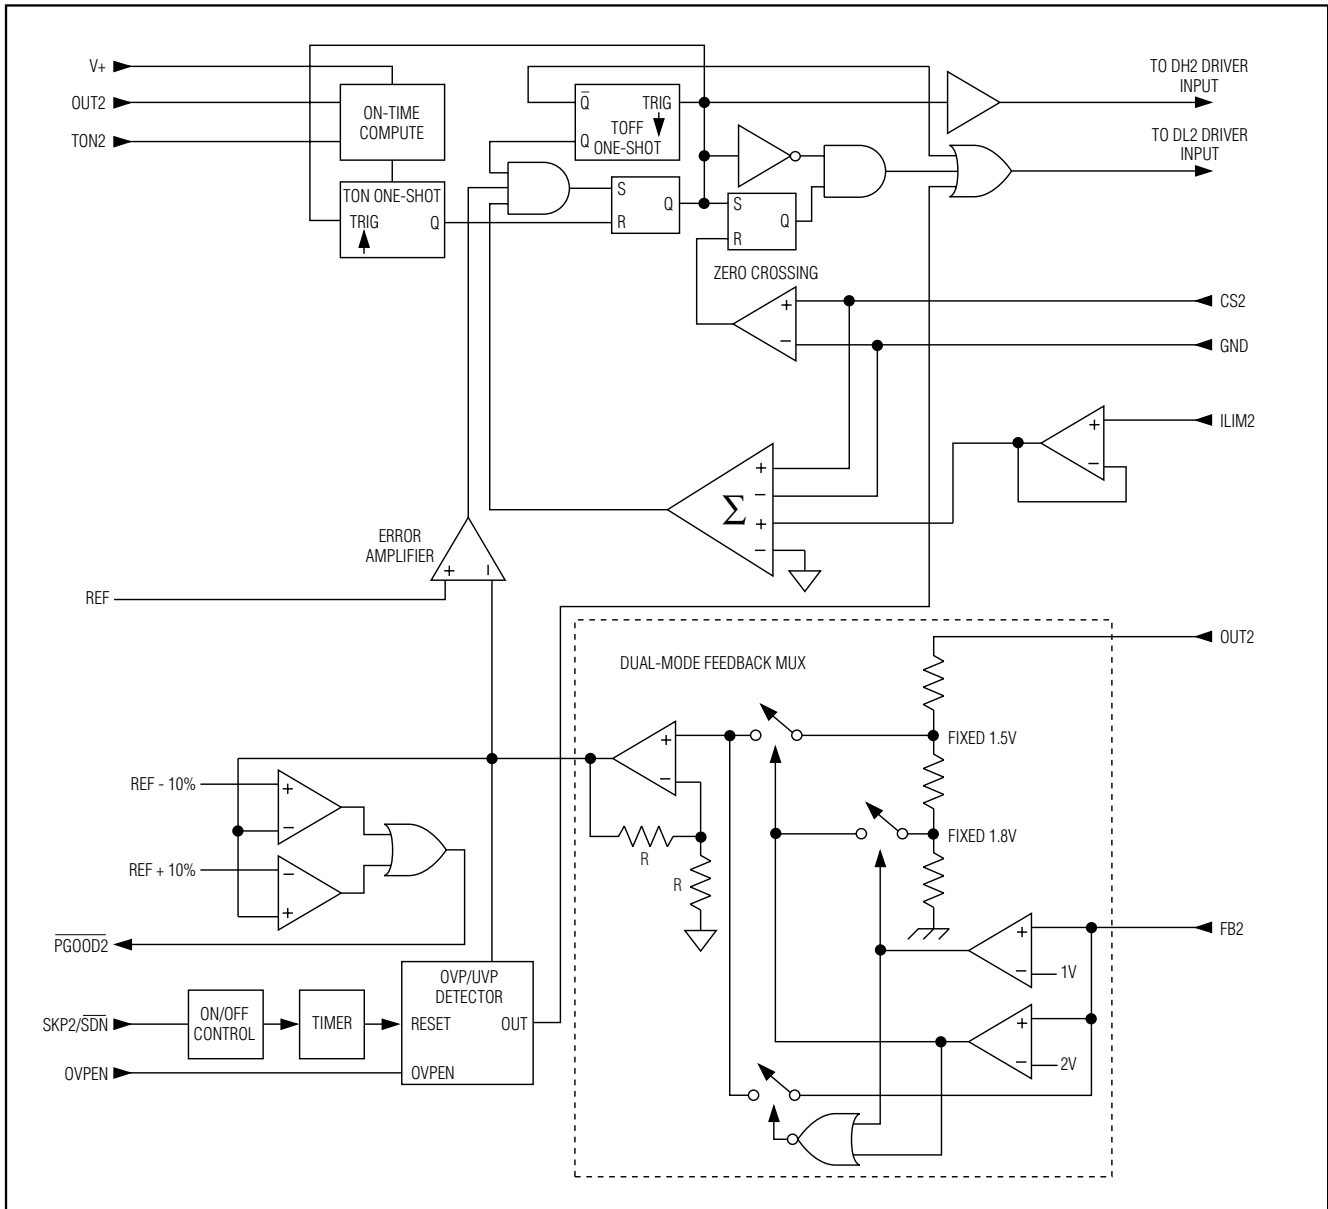 V+
OUT2
TON2
ON-TIME
COMPUTE
TON ONE-SHOT
TRIG
Q
Q̅
TRIG
TOFF
Q
ONE-SHOT
S
Q
R
S
Q
R
TO DH2 DRIVER
INPUT
TO DL2 DRIVER
INPUT
ZERO CROSSING
+
−
CS2
GND
ILIM2
+
−
+
−
Σ
+
−
ERROR
AMPLIFIER
+
−
REF
OUT2
DUAL-MODE FEEDBACK MUX
FIXED 1.5V
+
−
FIXED 1.8V
R
R
REF - 10%
+
−
REF + 10%
−
+
P̅G̅O̅O̅D̅2̅
FB2
+
−
1V
+
−
2V
OVP/UVP
DETECTOR
RESET
OUT
OVPEN
SKP2/S̅D̅N̅
ON/OFF
CONTROL
TIMER
OVPEN